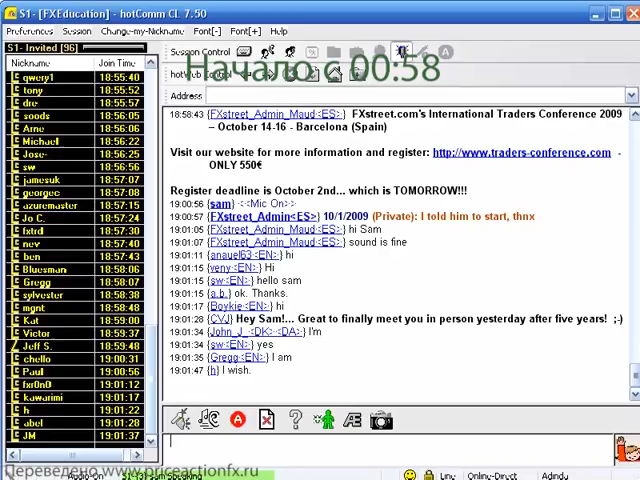 S1- [FXEducation] - hotComm CL 7.50
Preferences Session Change-my-Nickname Font[-] Font[+] Help
S1- Invited [96]
Session Control
Nickname Join Time
hotWeb Control
Начало с 00:58
Address
qwery1 18:55:40
tony 18:55:52
dre 18:55:57
soods 18:56:05
Arne 18:56:08
Michael 18:56:22
Jose- 18:56:25
sw 18:56:56
jamesuk 18:57:07
georgec 18:57:08
azuremaster 18:57:15
Jo C. 18:57:24
fxtrd 18:57:30
nev 18:57:40
ben 18:57:43
Bluesman 18:58:06
Gregg 18:58:07
sylvester 18:58:38
mgnt 18:58:48
Kat 18:59:00
Victor 18:59:37
Jeff S. 18:59:48
chello 19:00:31
Paul 19:00:56
fxr0n0 19:01:12
kawarimi 19:01:17
h 19:01:22
abel 19:01:28
JM 19:01:37
18:58:43 {FXstreet_Admin_Maud<ES>} FXstreet.com's International Traders Conference 2009
– October 14-16 - Barcelona (Spain)
Visit our website for more information and register: http://www.traders-conference.com -
ONLY 550€
Register deadline is October 2nd... which is TOMORROW!!!
19:00:56 {sam} <<Mic On>>
19:00:57 {FXstreet_Admin<ES>} 10/1/2009 (Private): I told him to start, thnx
19:01:05 {FXstreet_Admin_Maud<ES>} hi Sam
19:01:07 {FXstreet_Admin_Maud<ES>} sound is fine
19:01:11 {anauel63<EN>} hi
19:01:15 {veny<EN>} Hi
19:01:15 {sw<EN>} hello sam
19:01:15 {a.b.} ok. Thanks.
19:01:17 {Boykie<EN>} hi
19:01:28 {CVJ} Hey Sam!... Great to finally meet you in person yesterday after five years! ;-)
19:01:34 {John_J_<DK><DA>} I'm
19:01:34 {sw<EN>} yes
19:01:35 {Gregg<EN>} I am
19:01:47 {h} I wish.
Переведено www.priceactionfx.ru
Audio-On S1-[3] sam Speaking Line Online-Direct Adindu